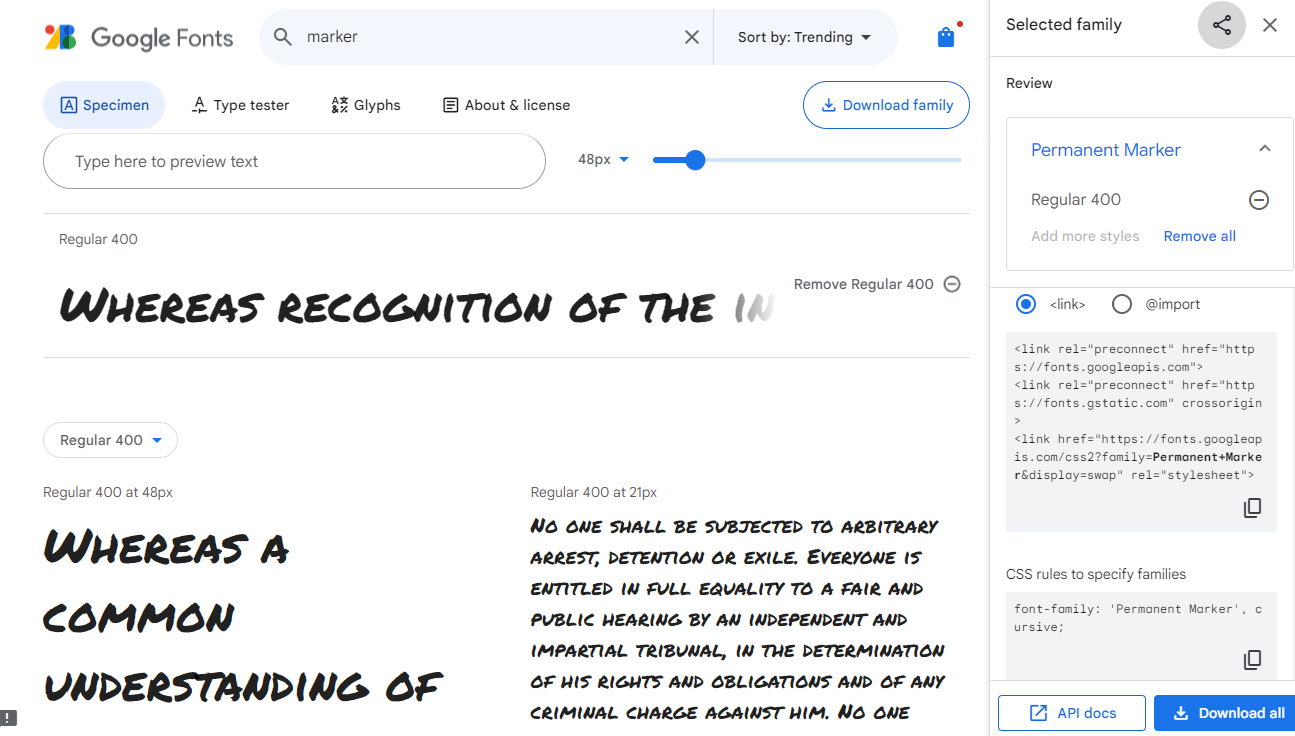 Google Fonts
marker
Sort by: Trending
Specimen
Type tester
Glyphs
About & license
Download family
Type here to preview text
48px
Regular 400
Whereas recognition of the in
Remove Regular 400
Regular 400
Regular 400 at 48px
Whereas a
common
understanding of
Regular 400 at 21px
No one shall be subjected to arbitrary
arrest, detention or exile. Everyone is
entitled in full equality to a fair and
public hearing by an independent and
impartial tribunal, in the determination
of his rights and obligations and of any
criminal charge against him. No one
Selected family
Review
Permanent Marker
Regular 400
Add more styles
Remove all
<link>
@import
<link rel="preconnect" href="http
s://fonts.googleapis.com">
<link rel="preconnect" href="http
s://fonts.gstatic.com" crossorigin
>
<link href="https://fonts.googleap
is.com/css2?family=Permanent+Marke
r&display=swap" rel="stylesheet">
CSS rules to specify families
font-family: 'Permanent Marker', c
ursive;
API docs
Download all